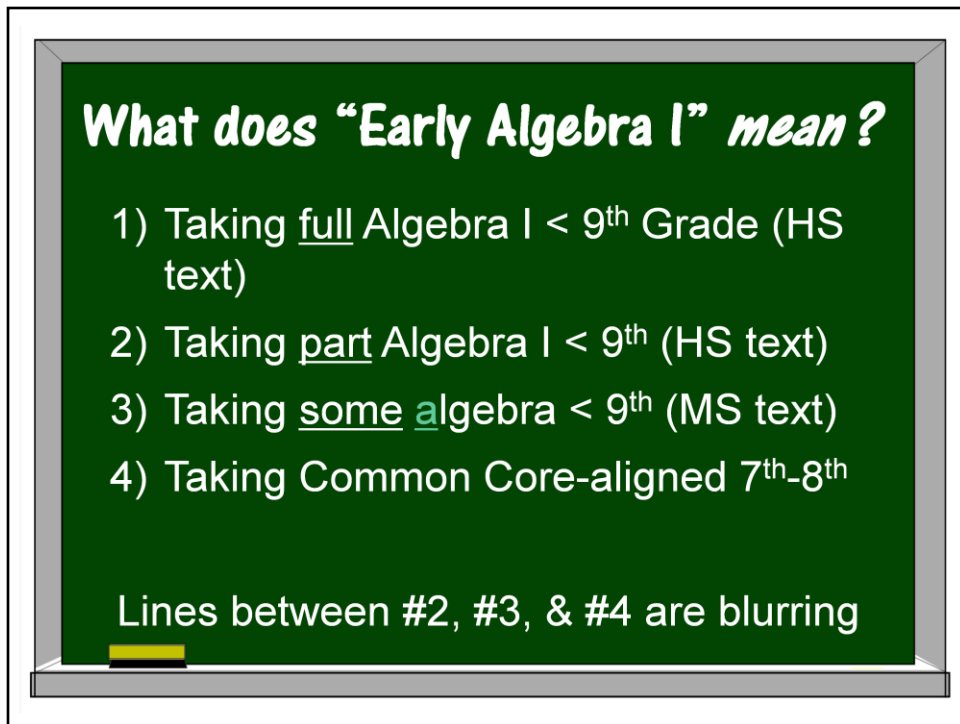 What does “Early Algebra I” mean?
1) Taking full Algebra I < 9th Grade (HS
text)
2) Taking part Algebra I < 9th (HS text)
3) Taking some algebra < 9th (MS text)
4) Taking Common Core-aligned 7th-8th
Lines between #2, #3, & #4 are blurring